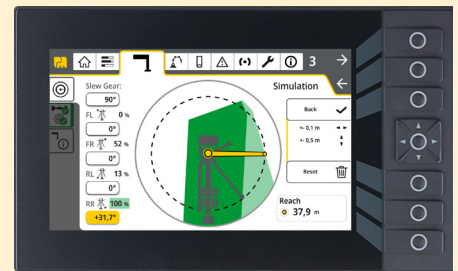 3
Slew Gear:
90°
FL 0 %
0°
FR 52 %
0°
RL 13 %
0°
RR 100 %
+31,7°
Simulation
Back
+- 0,1 m
+- 0,5 m
Reset
Reach
37,9 m